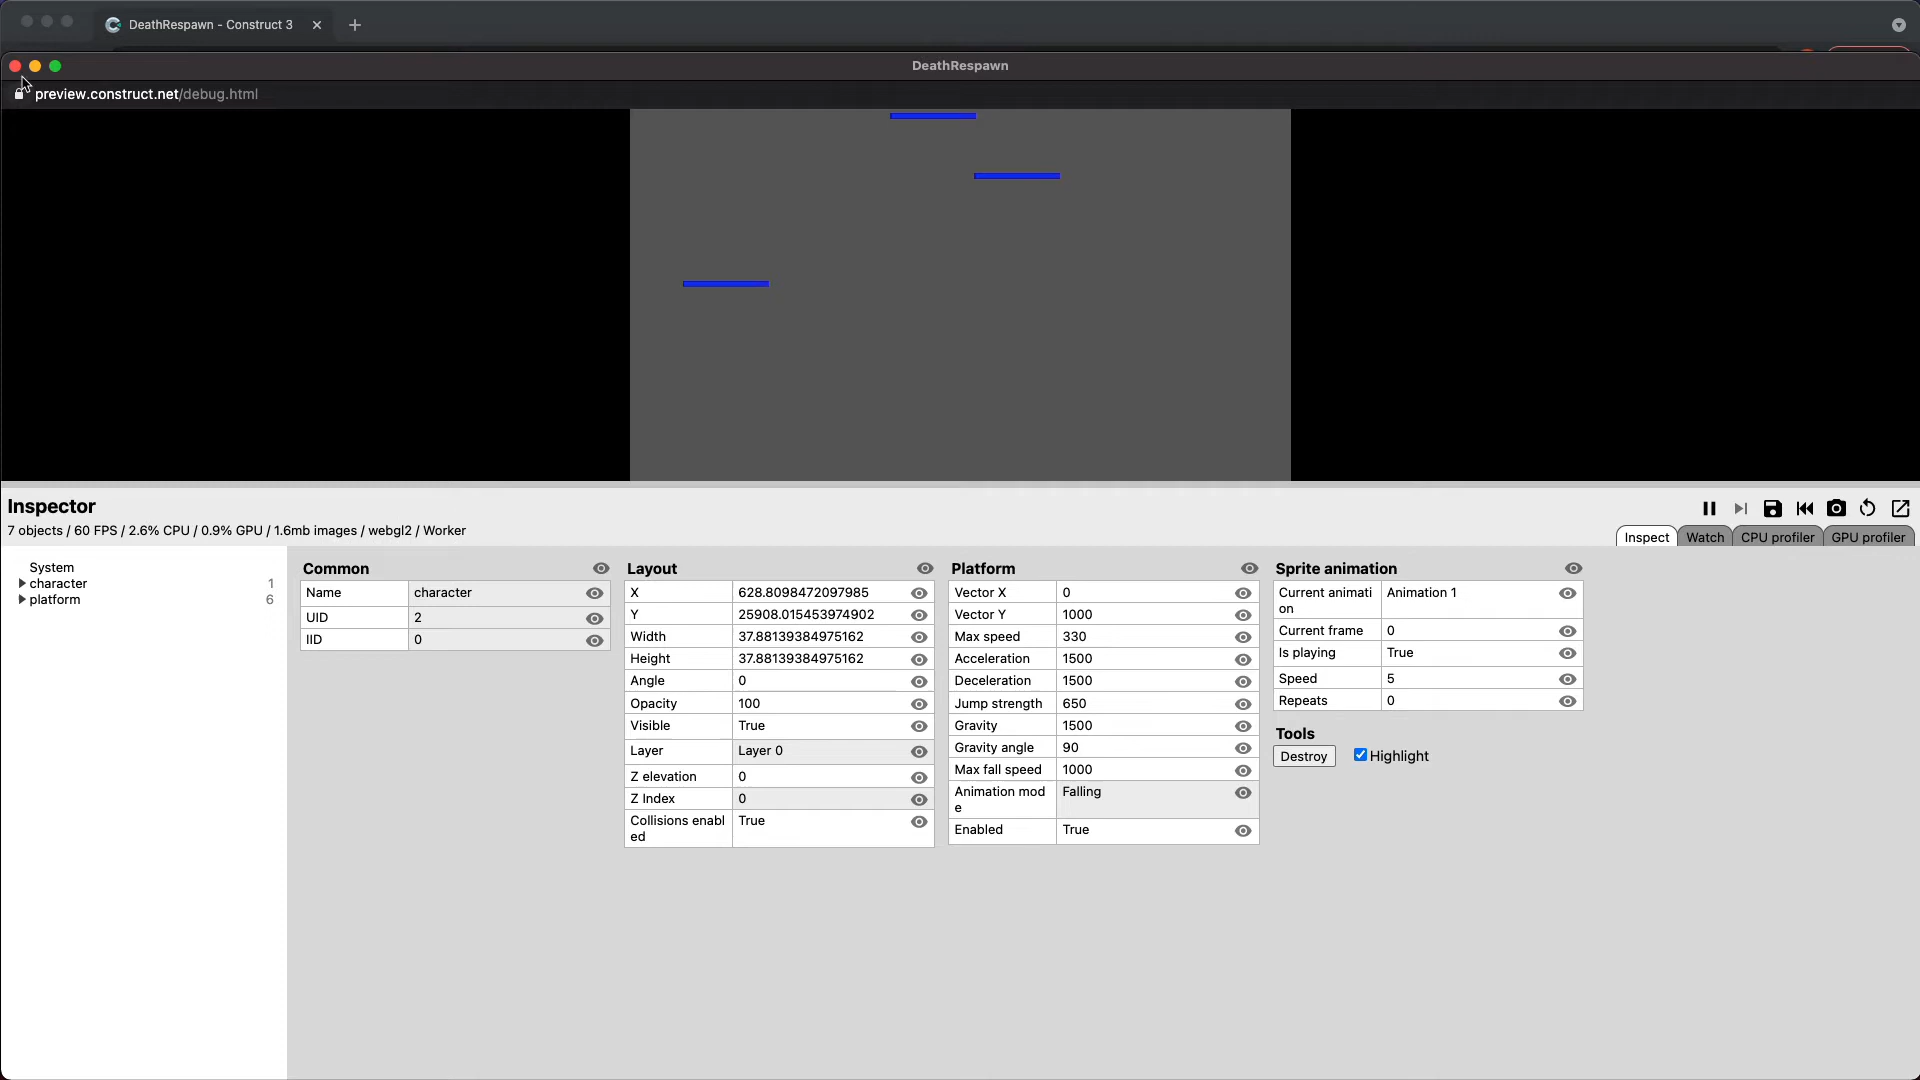 DeathRespawn - Construct 3
DeathRespawn
preview.construct.net/debug.html
Inspector
7 objects / 60 FPS / 2.6% CPU / 0.9% GPU / 1.6mb images / webgl2 / Worker
Inspect Watch CPU profiler GPU profiler
System
character 1
platform 6
Common
Name character
UID 2
IID 0
Layout
X 628.8098472097985
Y 25908.015453974902
Width 37.88139384975162
Height 37.88139384975162
Angle 0
Opacity 100
Visible True
Layer Layer 0
Z elevation 0
Z Index 0
Collisions enabl True
ed
Platform
Vector X 0
Vector Y 1000
Max speed 330
Acceleration 1500
Deceleration 1500
Jump strength 650
Gravity 1500
Gravity angle 90
Max fall speed 1000
Animation mod Falling
e
Enabled True
Sprite animation
Current animati Animation 1
on
Current frame 0
Is playing True
Speed 5
Repeats 0
Tools
Destroy Highlight